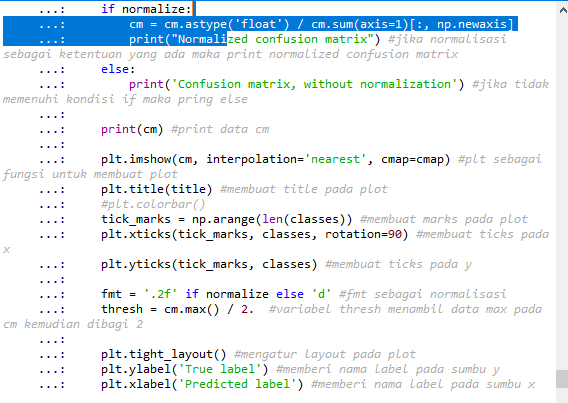 ...:     if normalize:
...:         cm = cm.astype('float') / cm.sum(axis=1)[:, np.newaxis]
...:         print("Normalized confusion matrix") #jika normalisasi
sebagai ketentuan yang ada maka print normalized confusion matrix
...:     else:
...:         print('Confusion matrix, without normalization') #jika tidak
memenuhi kondisi if maka pring else
...:
...:     print(cm) #print data cm
...:
...:     plt.imshow(cm, interpolation='nearest', cmap=cmap) #plt sebagai
fungsi untuk membuat plot
...:     plt.title(title) #membuat title pada plot
...:     #plt.colorbar()
...:     tick_marks = np.arange(len(classes)) #membuat marks pada plot
...:     plt.xticks(tick_marks, classes, rotation=90) #membuat ticks pada
x
...:     plt.yticks(tick_marks, classes) #membuat ticks pada y
...:
...:     fmt = '.2f' if normalize else 'd' #fmt sebagai normalisasi
...:     thresh = cm.max() / 2.  #variabel thresh menambil data max pada
cm kemudian dibagi 2
...:
...:     plt.tight_layout() #mengatur layout pada plot
...:     plt.ylabel('True label') #memberi nama label pada sumbu y
...:     plt.xlabel('Predicted label') #memberi nama label pada sumbu x